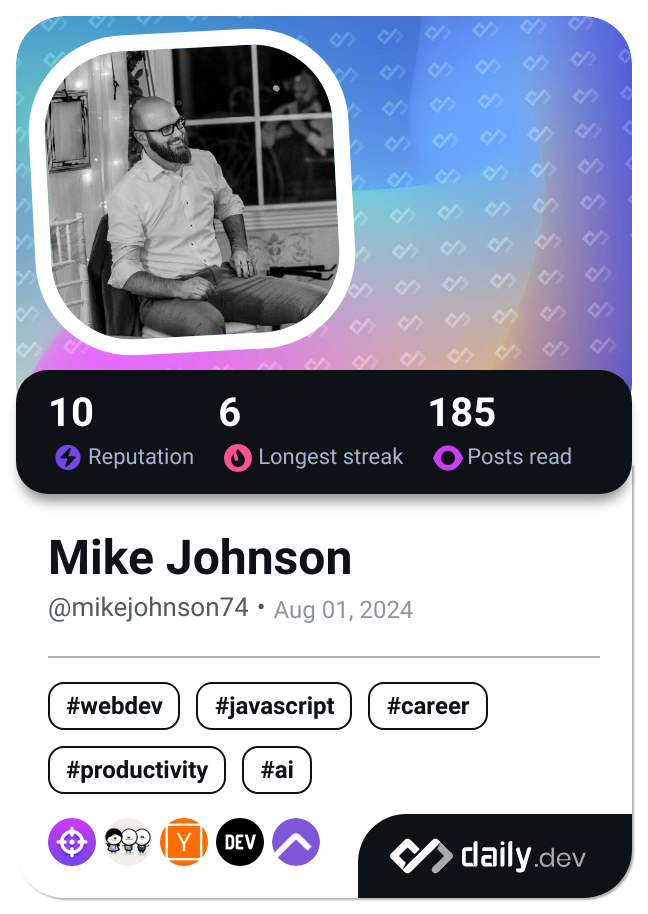 10 6 185
Reputation Longest streak Posts read
Mike Johnson
@mikejohnson74 • Aug 01, 2024
#webdev #javascript #career
#productivity #ai
Y DEV
daily.dev